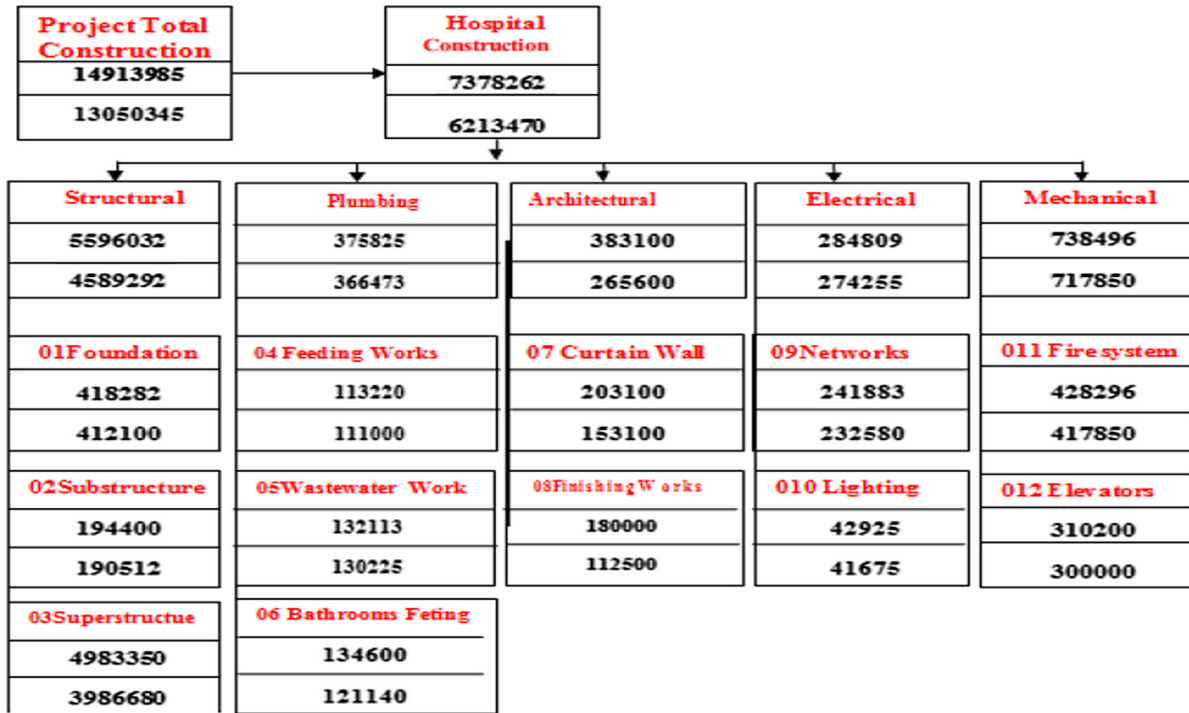 Project Total
Construction
14913985
13050345
Hospital
Construction
7378262
6213470
Structural
5596032
4589292
Plumbing
375825
366473
Architectural
383100
265600
Electrical
284809
274255
Mechanical
738496
717850
01Foundation
418282
412100
04 Feeding Works
113220
111000
07 Curtain Wall
203100
153100
09Networks
241883
232580
011 Fire system
428296
417850
02Substructure
194400
190512
05Wastewater Work
132113
130225
08Finishing Works
180000
112500
010 Lighting
42925
41675
012 Elevators
310200
300000
03Superstructue
4983350
3986680
06 Bathrooms Feting
134600
121140